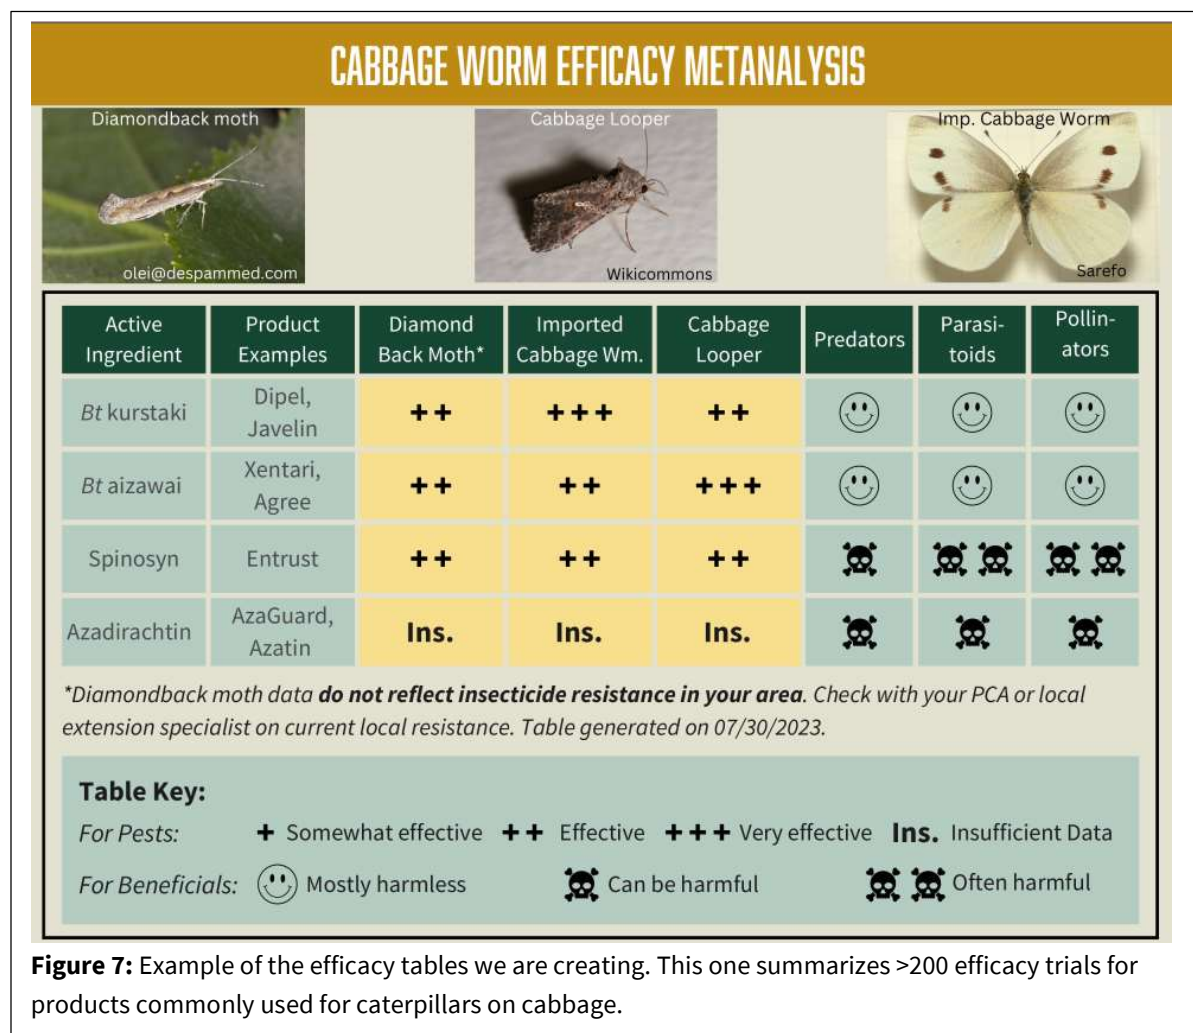 CABBAGE WORM EFFICACY METANALYSIS
Diamondback moth
olei@despammed.com
Cabbage Looper
Wikicommons
Imp. Cabbage Worm
Sarefo
Active Ingredient
Product Examples
Diamond Back Moth*
Imported Cabbage Wm.
Cabbage Looper
Predators
Parasi-toids
Pollin-ators
Bt kurstaki
Dipel, Javelin
++
+++
++
Bt aizawai
Xentari, Agree
++
++
+++
Spinosyn
Entrust
++
++
++
Azadirachtin
AzaGuard, Azatin
Ins.
Ins.
Ins.
*Diamondback moth data do not reflect insecticide resistance in your area. Check with your PCA or local
extension specialist on current local resistance. Table generated on 07/30/2023.
Table Key:
For Pests: + Somewhat effective ++ Effective +++ Very effective Ins. Insufficient Data
For Beneficials: Mostly harmless Can be harmful Often harmful
Figure 7: Example of the efficacy tables we are creating. This one summarizes >200 efficacy trials for
products commonly used for caterpillars on cabbage.